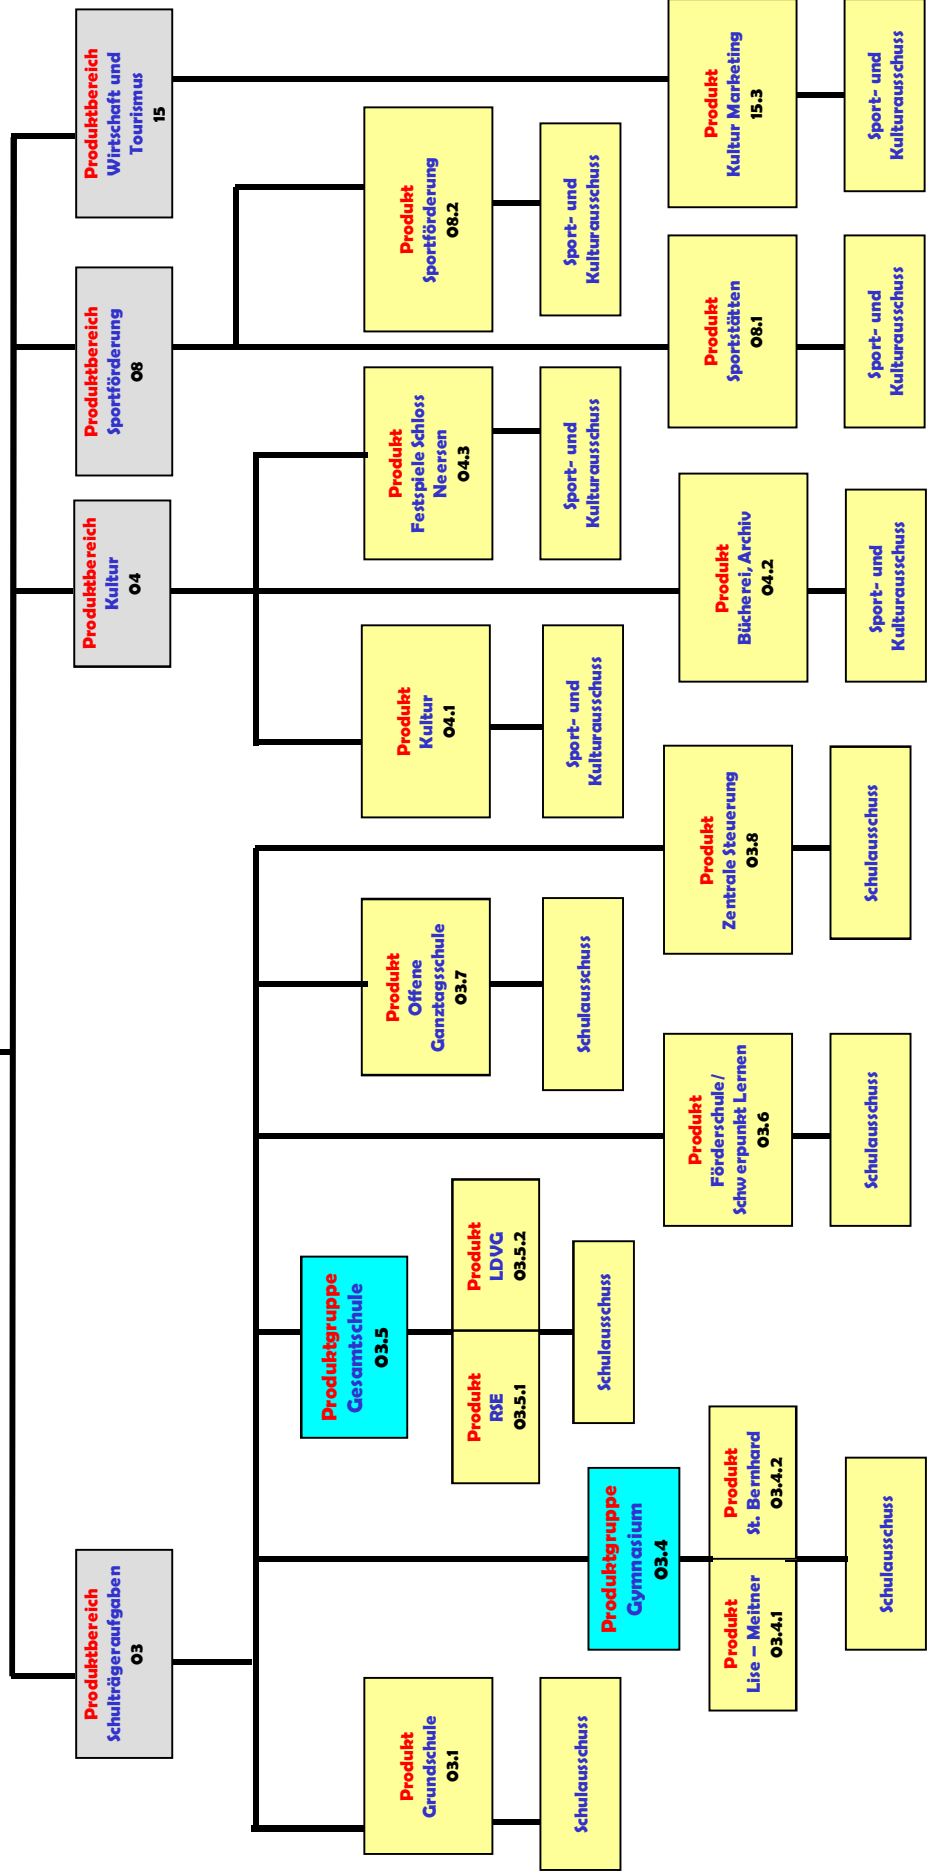 Produktbereich
Schulträgeraufgaben
03
Produktbereich
Kultur
04
Produktbereich
Sportförderung
08
Produktbereich
Wirtschaft und
Tourismus
15
Produktgruppe
Gesamtschule
03.5
Produkt
Grundschule
03.1
Schulausschuss
Produkt
RSE
03.5.1
Produkt
LDVG
03.5.2
Schulausschuss
Produkt
Offene
Ganztagsschule
03.7
Schulausschuss
Produkt
Kultur
04.1
Sport- und
Kulturausschuss
Produkt
Festspiele Schloss
Neersen
04.3
Sport- und
Kulturausschuss
Produkt
Sportförderung
08.2
Sport- und
Kulturausschuss
Produktgruppe
Gymnasium
03.4
Produkt
Lise – Meitner
03.4.1
Produkt
St. Bernhard
03.4.2
Schulausschuss
Produkt
Förderschule/
Schw erpunkt Lernen
03.6
Schulausschuss
Produkt
Zentrale Steuerung
03.8
Schulausschuss
Produkt
Bücherei, Archiv
04.2
Sport- und
Kulturausschuss
Produkt
Sportstätten
08.1
Sport- und
Kulturausschuss
Produkt
Kultur Marketing
15.3
Sport- und
Kulturausschuss